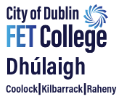 City of Dublin
FET College
Dhúlaigh
Coolock|Kilbarrack|Raheny